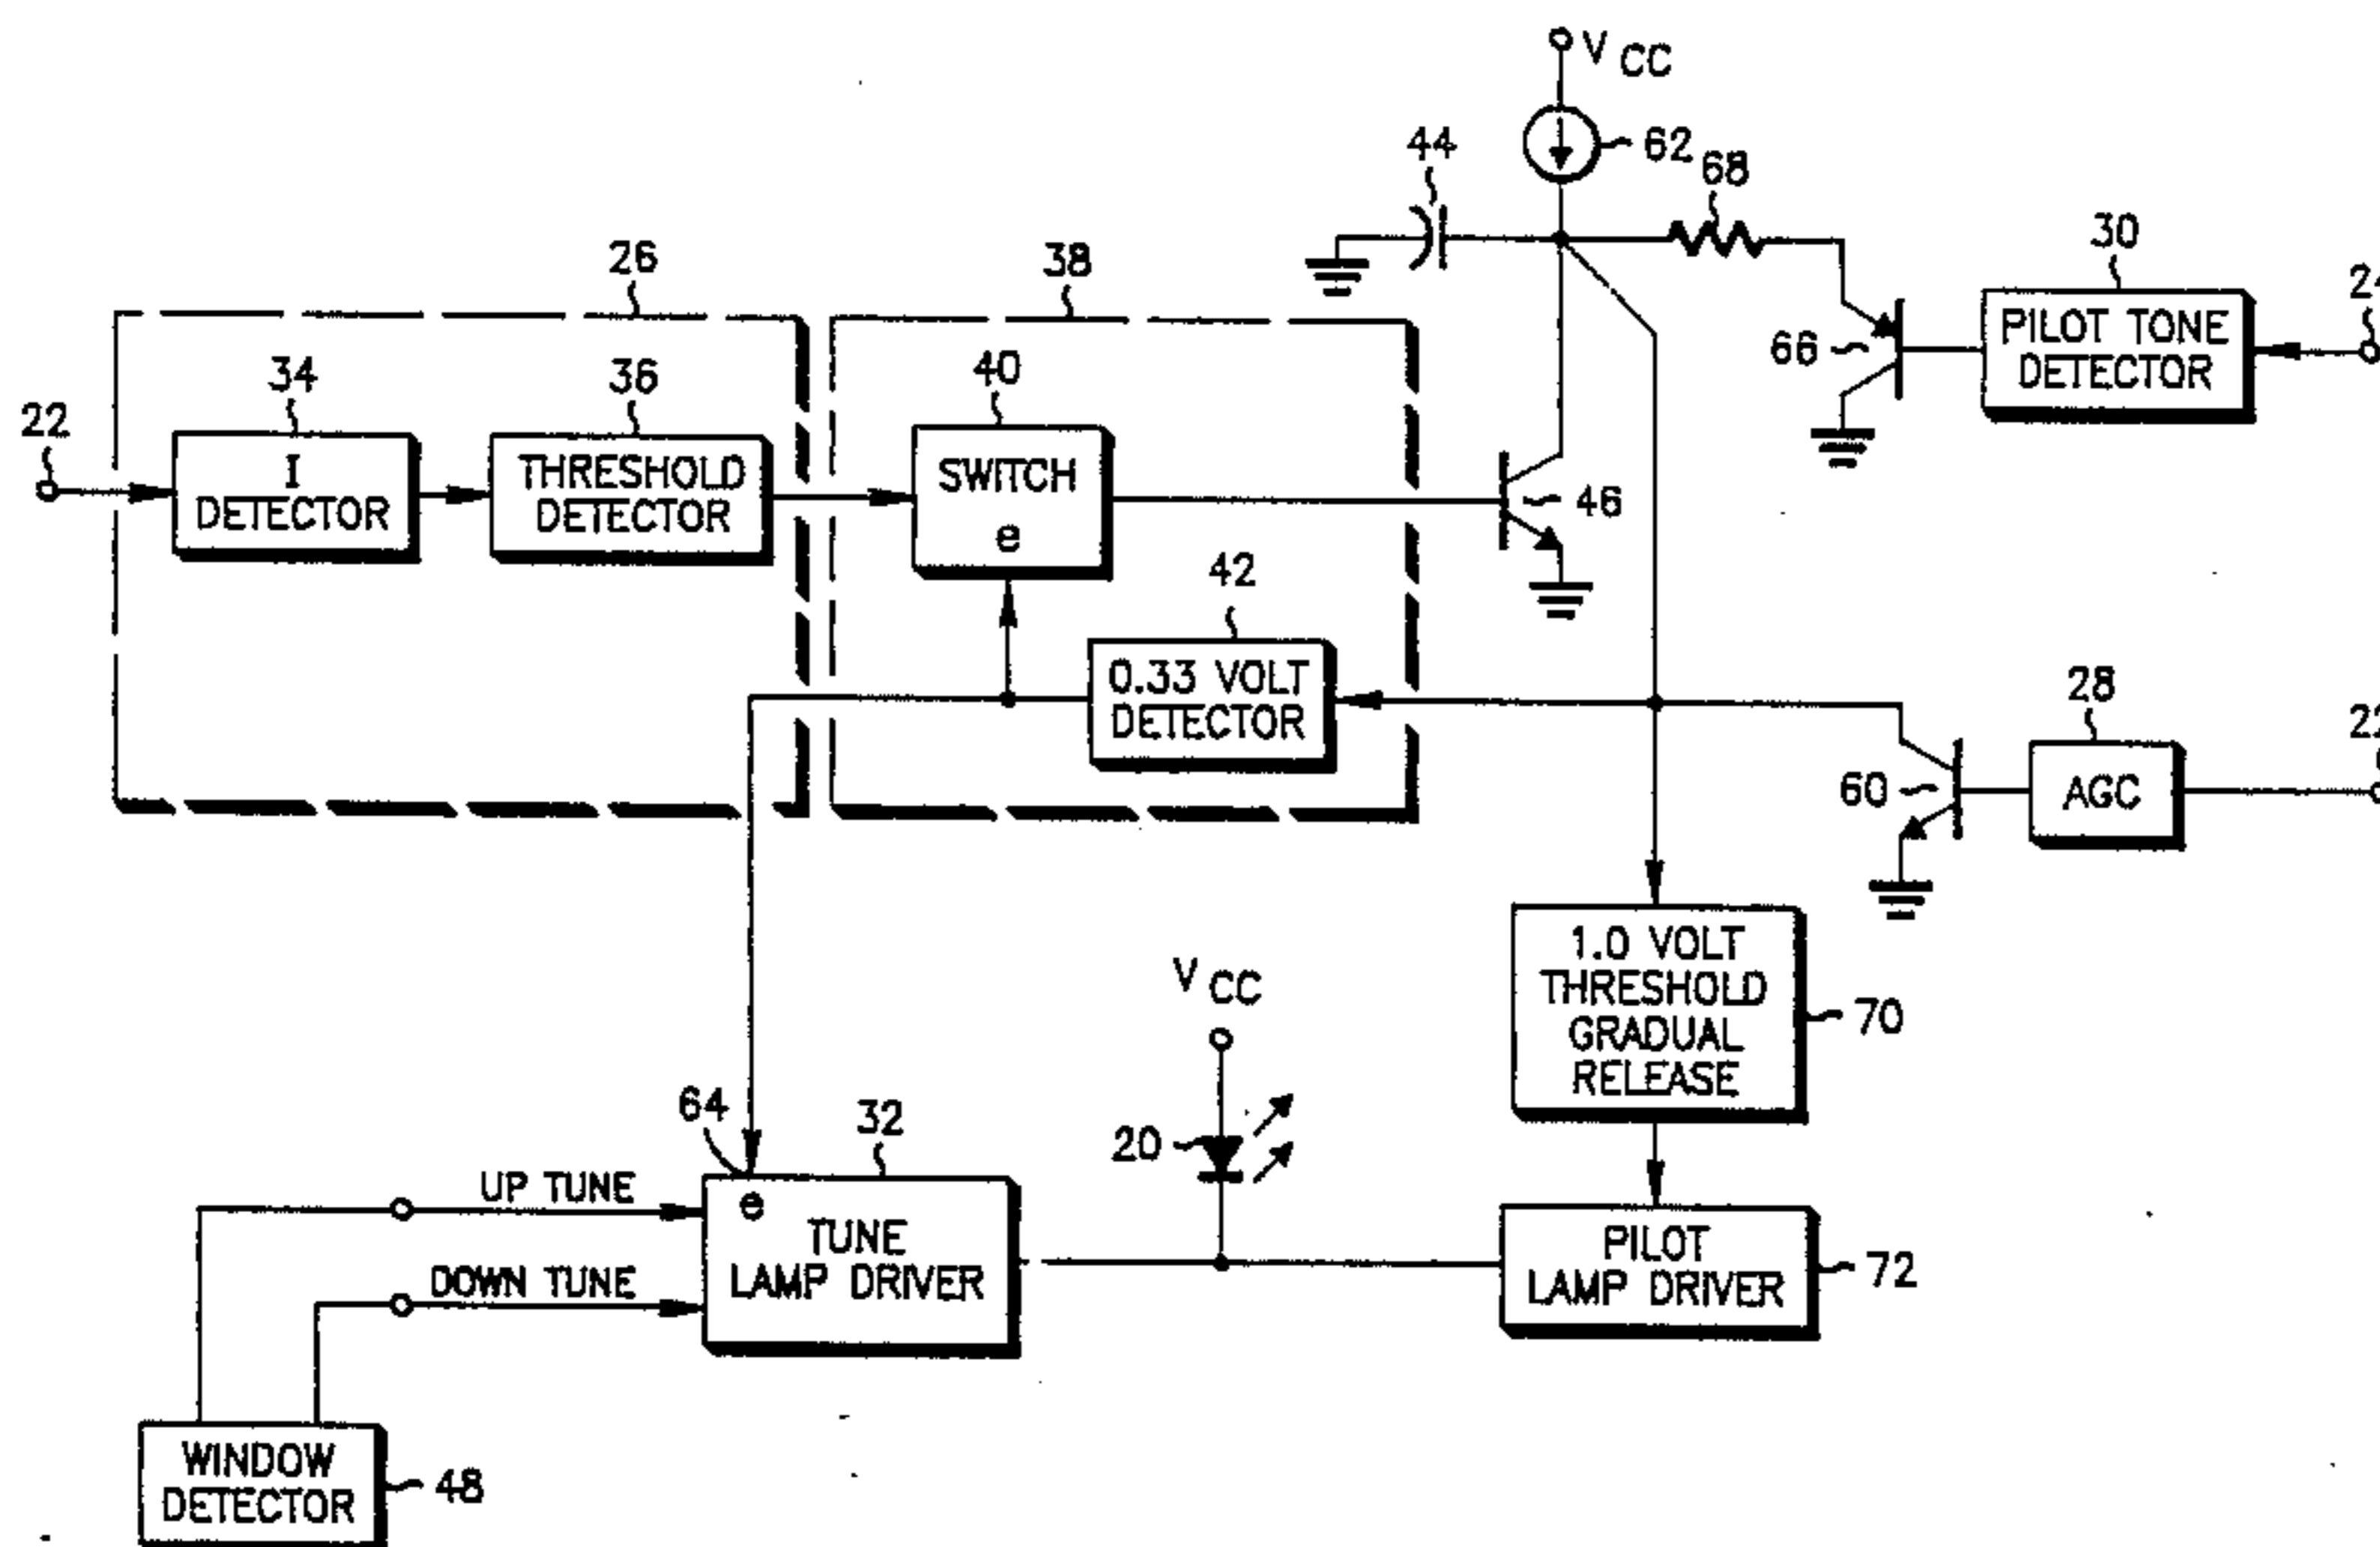 V CC
62
44
68
30
26
38
24
PILOT TONE
DETECTOR
66
34
36
40
22
I
DETECTOR
THRESHOLD
DETECTOR
SWITCH
e
46
42
0.33 VOLT
DETECTOR
28
60
AGC
1.0 VOLT
THRESHOLD
GRADUAL
RELEASE
70
V CC
64
32
20
UP TUNE
e
TUNE
LAMP DRIVER
DOWN TUNE
PILOT
LAMP DRIVER
72
WINDOW
DETECTOR
48